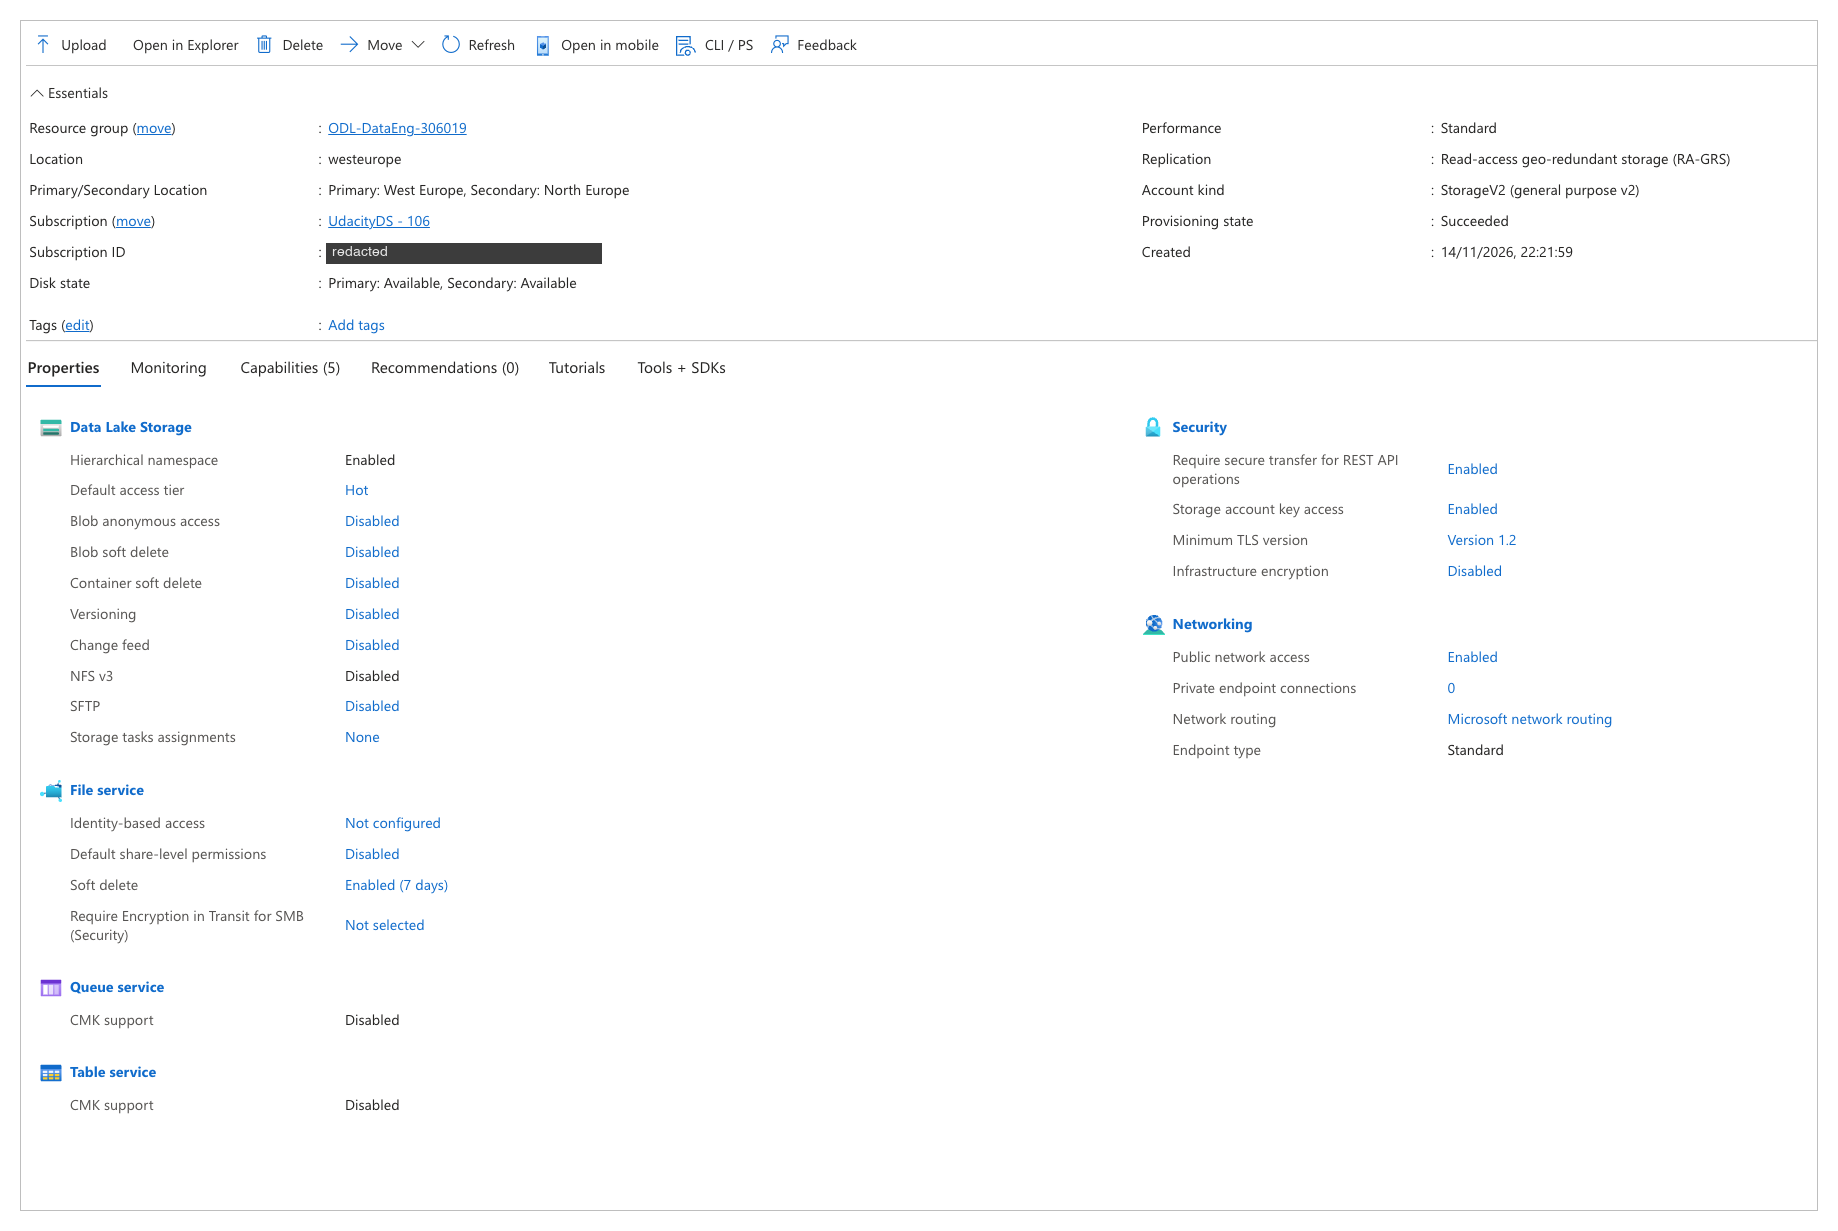 Upload Open in Explorer Delete Move Refresh Open in mobile CLI / PS Feedback
Essentials
Resource group (move) : ODL-DataEng-306019
Location : westeurope
Primary/Secondary Location : Primary: West Europe, Secondary: North Europe
Subscription (move) : UdacityDS - 106
Subscription ID : redacted
Disk state : Primary: Available, Secondary: Available
Tags (edit) : Add tags
Performance : Standard
Replication : Read-access geo-redundant storage (RA-GRS)
Account kind : StorageV2 (general purpose v2)
Provisioning state : Succeeded
Created : 14/11/2026, 22:21:59
Properties Monitoring Capabilities (5) Recommendations (0) Tutorials Tools + SDKs
Data Lake Storage
Hierarchical namespace Enabled
Default access tier Hot
Blob anonymous access Disabled
Blob soft delete Disabled
Container soft delete Disabled
Versioning Disabled
Change feed Disabled
NFS v3 Disabled
SFTP Disabled
Storage tasks assignments None
File service
Identity-based access Not configured
Default share-level permissions Disabled
Soft delete Enabled (7 days)
Require Encryption in Transit for SMB
(Security) Not selected
Queue service
CMK support Disabled
Table service
CMK support Disabled
Security
Require secure transfer for REST API
operations Enabled
Storage account key access Enabled
Minimum TLS version Version 1.2
Infrastructure encryption Disabled
Networking
Public network access Enabled
Private endpoint connections 0
Network routing Microsoft network routing
Endpoint type Standard